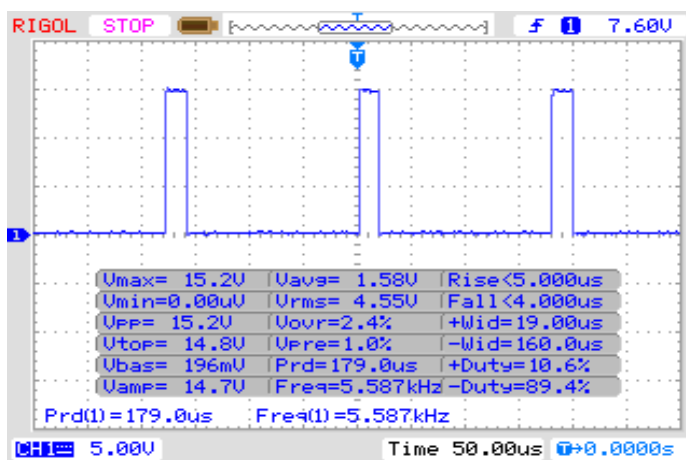 RIGOL STOP T f 1 7.60V
T
1
Vmax= 15.2V Vavg= 1.58V Rise<5.000us
Vmin=0.00uV Vrms= 4.55V Fall<4.000us
Vpp= 15.2V Vovr=2.4% +Wid=19.00us
Vtop= 14.8V Vpre=1.0% -Wid=160.0us
Vbas= 196mV Prd=179.0us +Duty=10.6%
Vamp= 14.7V Freq=5.587kHz -Duty=89.4%
Prd(1)=179.0us Freq(1)=5.587kHz
CH1 5.00V Time 50.00us T→0.0000s